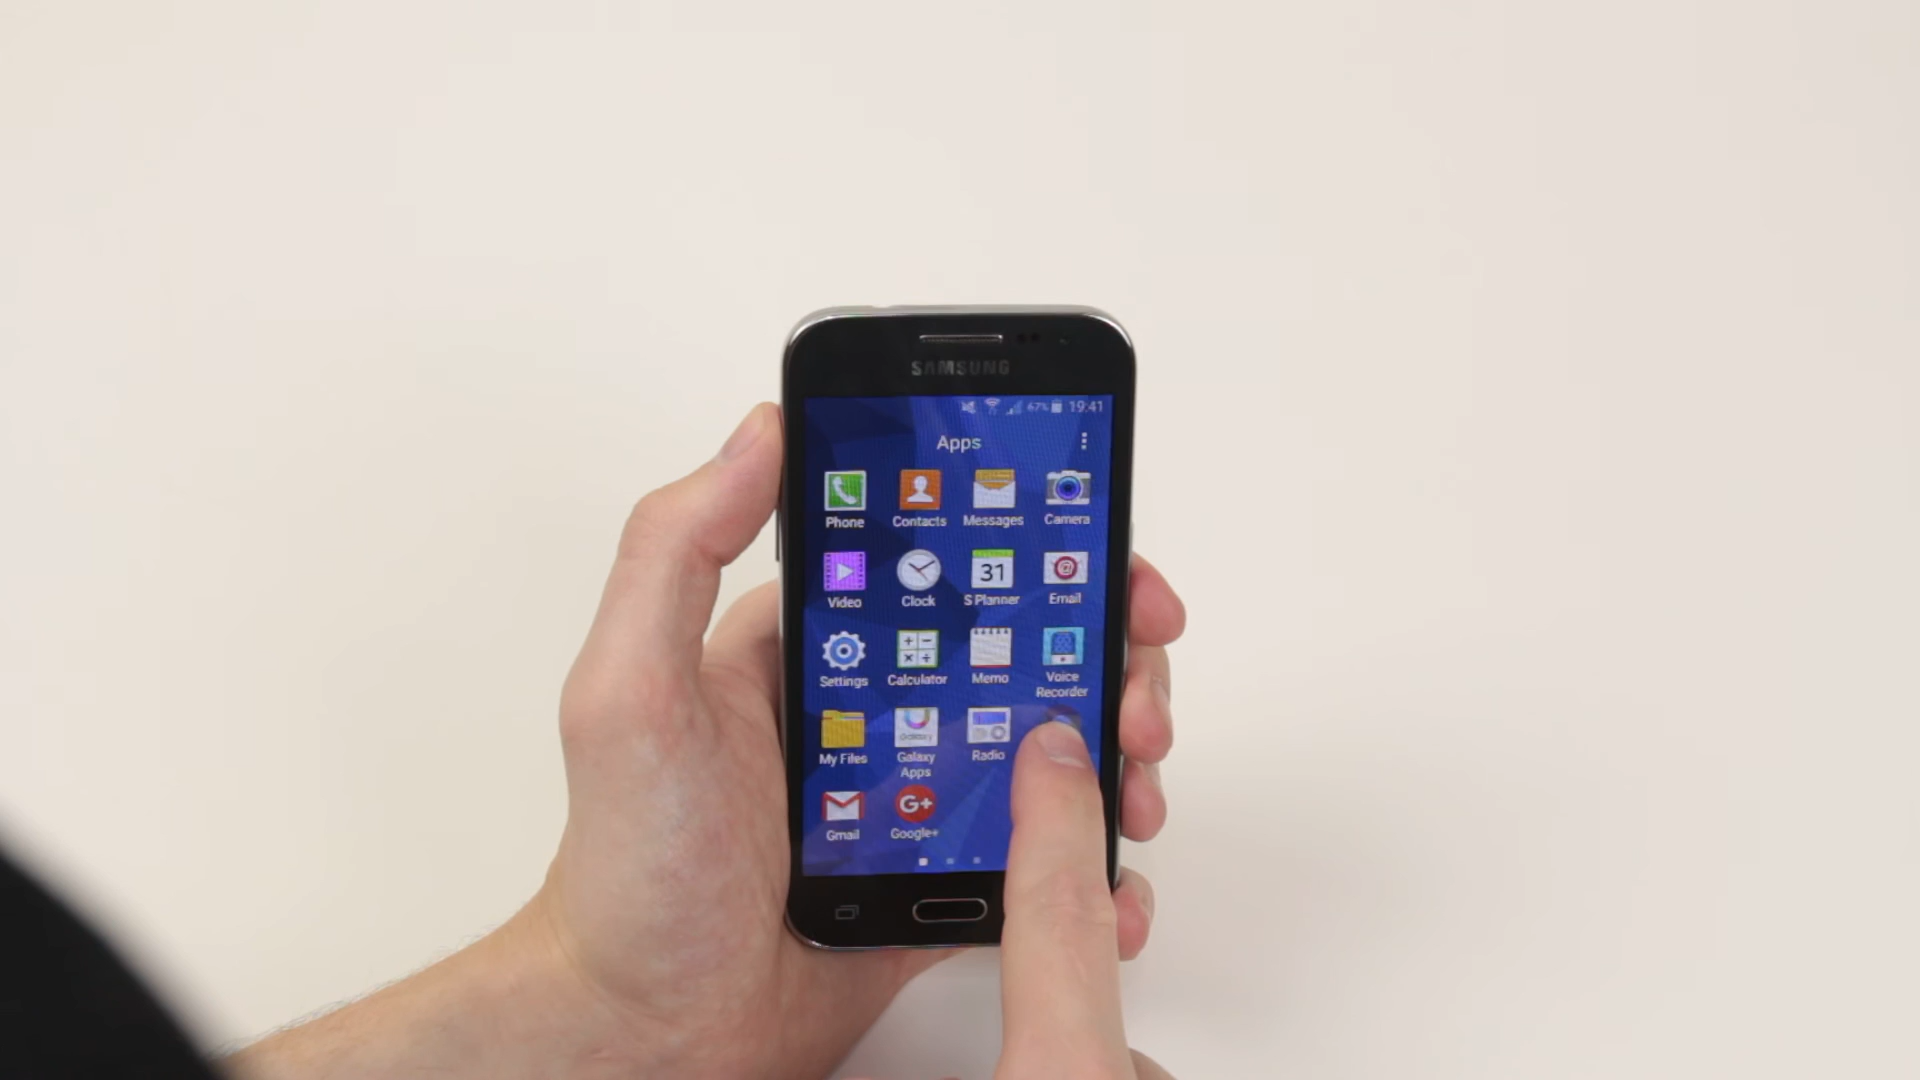 SAMSUNG
67% 19:41
Apps
Phone Contacts Messages Camera
31
Video Clock S Planner Email
Settings Calculator Memo Voice Recorder
My Files Galaxy Apps Radio
G+
Gmail Google+